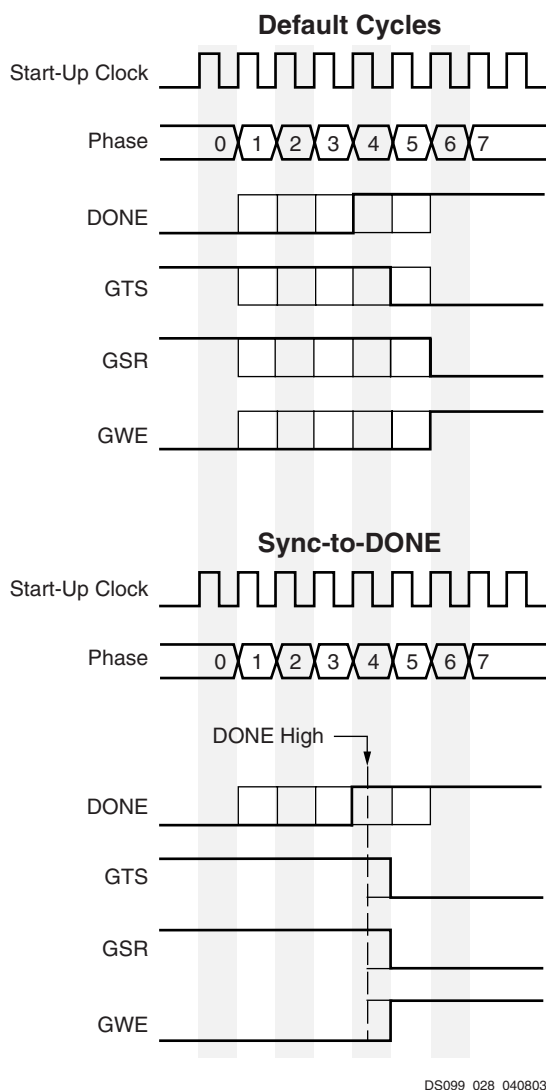 Default Cycles
Start-Up Clock
Phase 0 1 2 3 4 5 6 7
DONE
GTS
GSR
GWE
Sync-to-DONE
Start-Up Clock
Phase 0 1 2 3 4 5 6 7
DONE High
DONE
GTS
GSR
GWE
DS099_028_040803